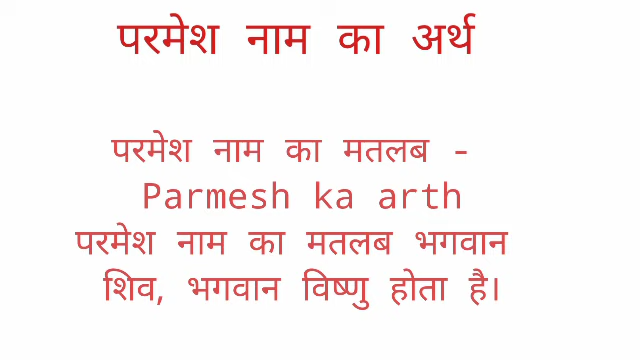 परमेश नाम का अर्थ
परमेश नाम का मतलब -
Parmesh ka arth
परमेश नाम का मतलब भगवान
शिव, भगवान विष्णु होता है।